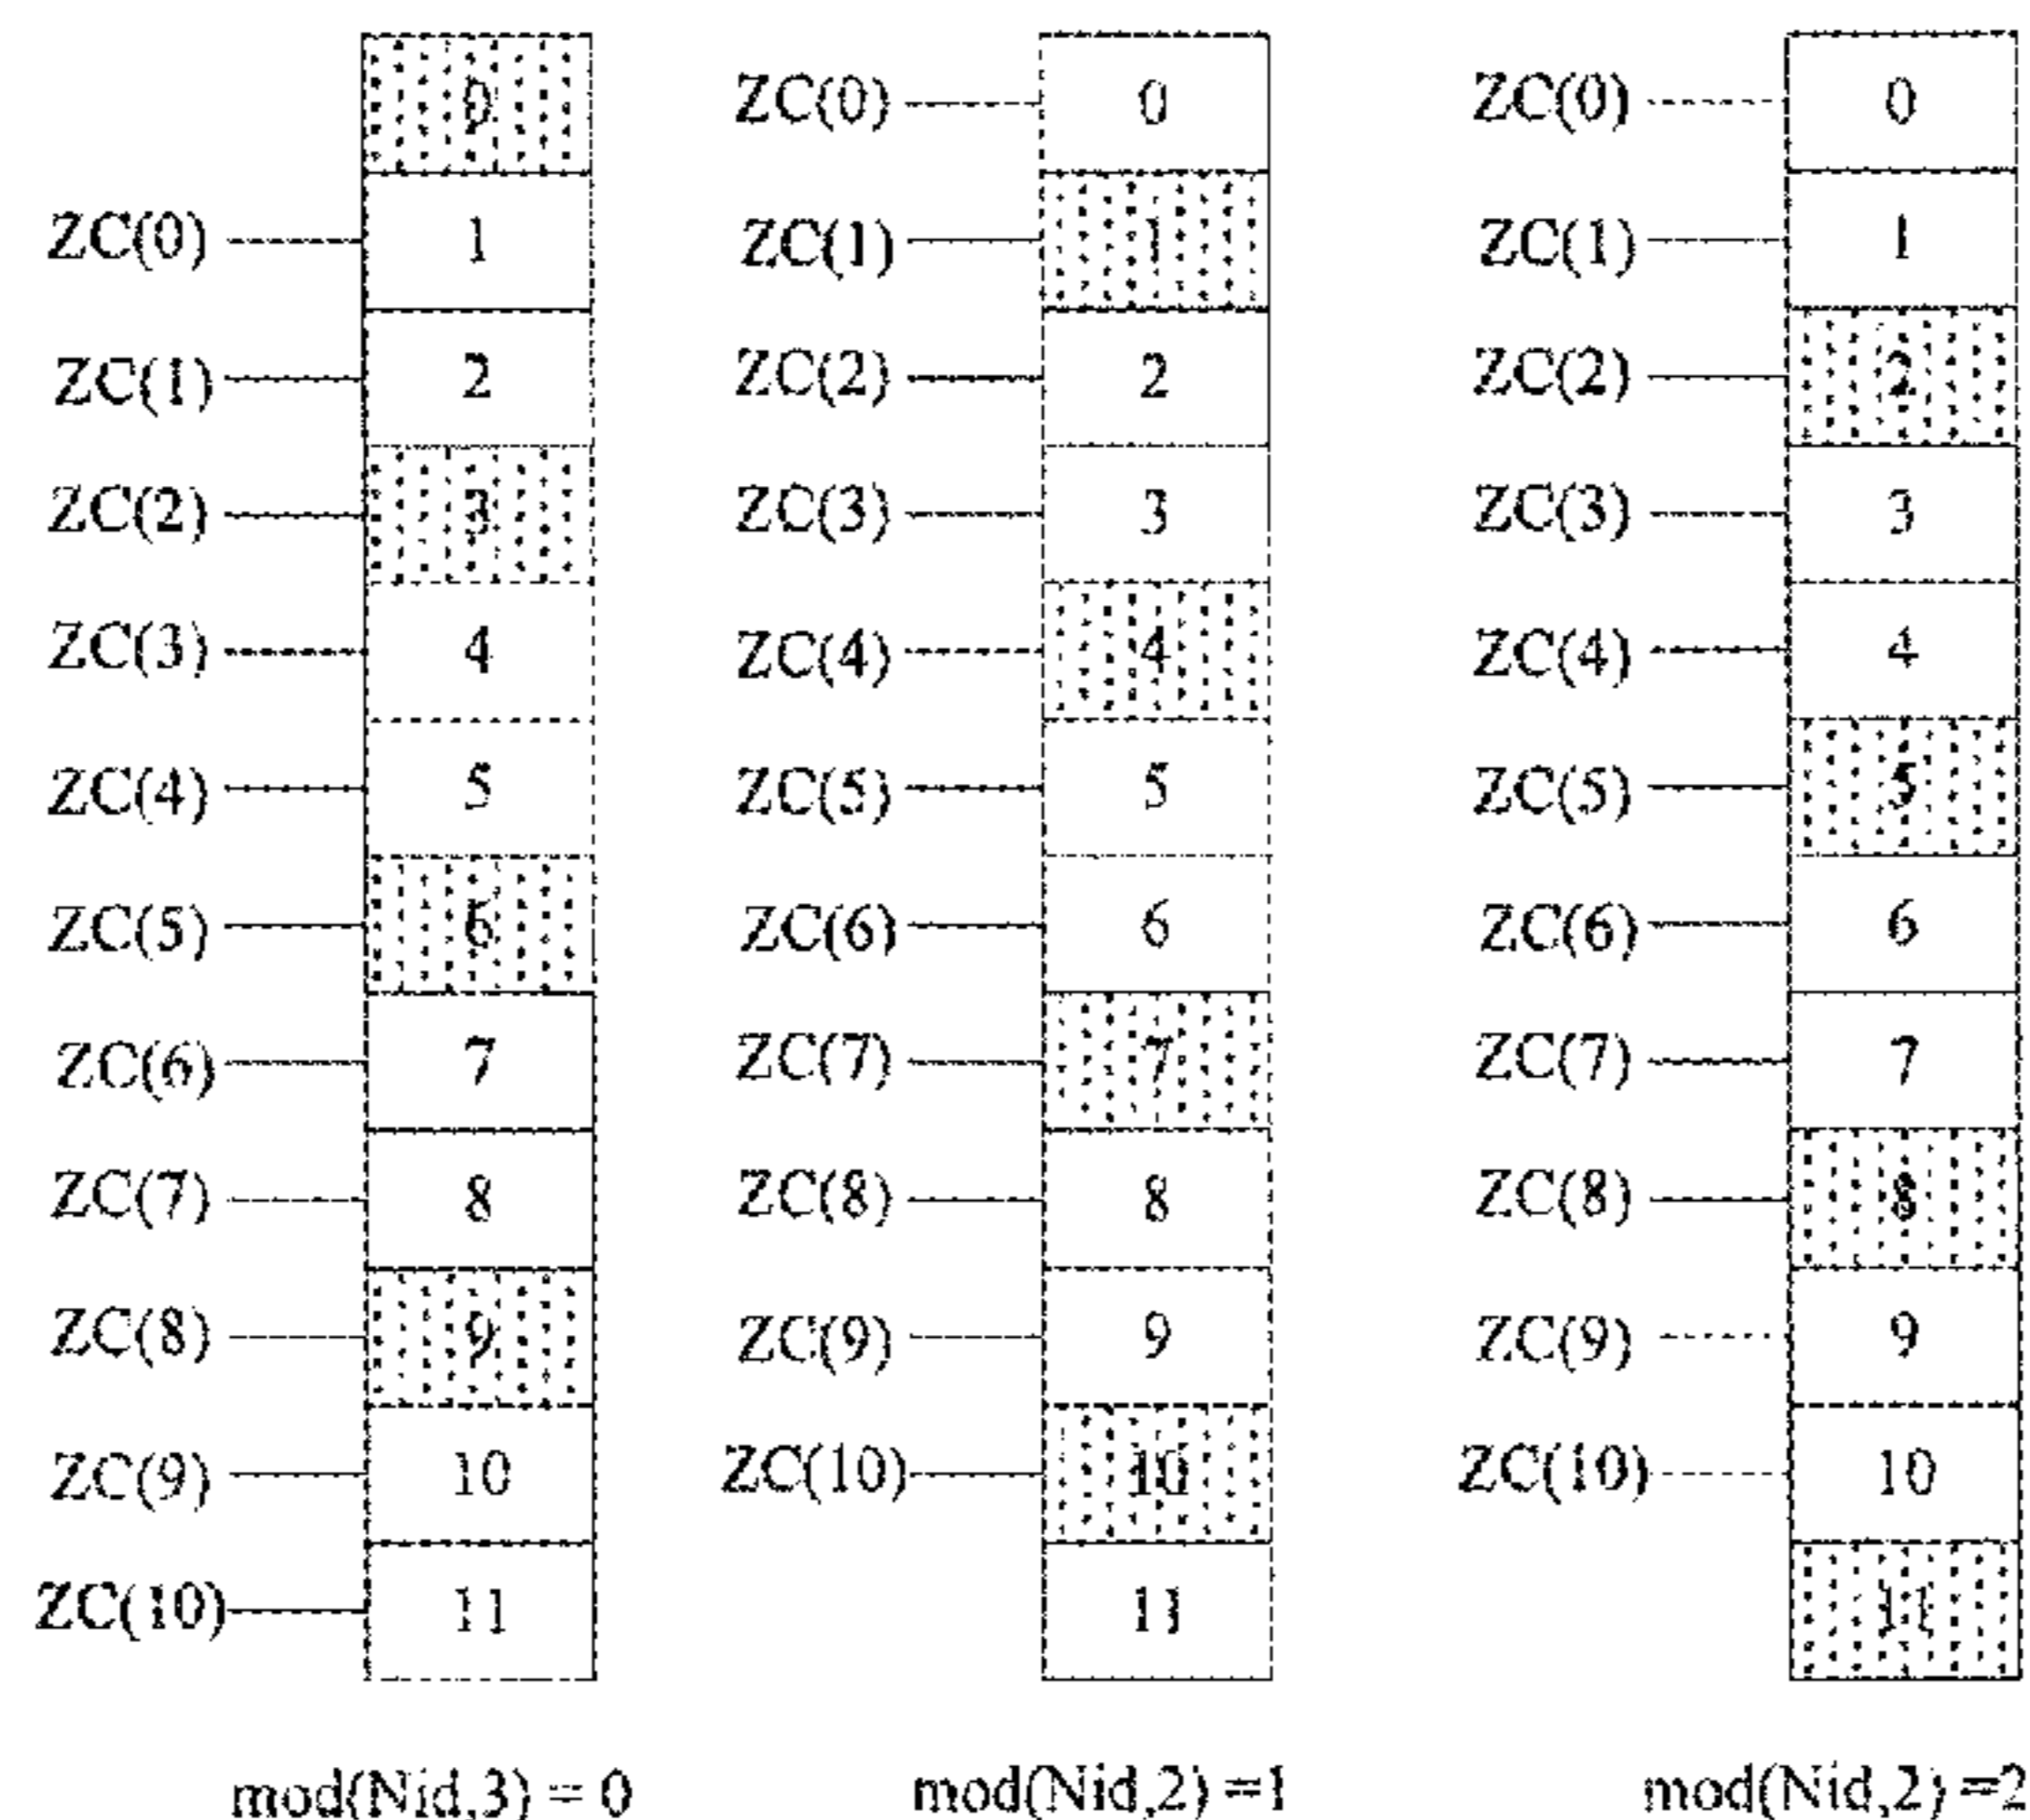 0 ZC(0) 0 ZC(0) 0
ZC(0) 1 ZC(1) 1 ZC(1) 1
ZC(1) 2 ZC(2) 2 ZC(2) 2
ZC(2) 3 ZC(3) 3 ZC(3) 3
ZC(3) 4 ZC(4) 4 ZC(4) 4
ZC(4) 5 ZC(5) 5 ZC(5) 5
ZC(5) 6 ZC(6) 6 ZC(6) 6
ZC(6) 7 ZC(7) 7 ZC(7) 7
ZC(7) 8 ZC(8) 8 ZC(8) 8
ZC(8) 9 ZC(9) 9 ZC(9) 9
ZC(9) 10 ZC(10) 10 ZC(10) 10
ZC(10) 11 11 11
mod(Nid,3) = 0 mod(Nid,2) =1 mod(Nid,2) =2